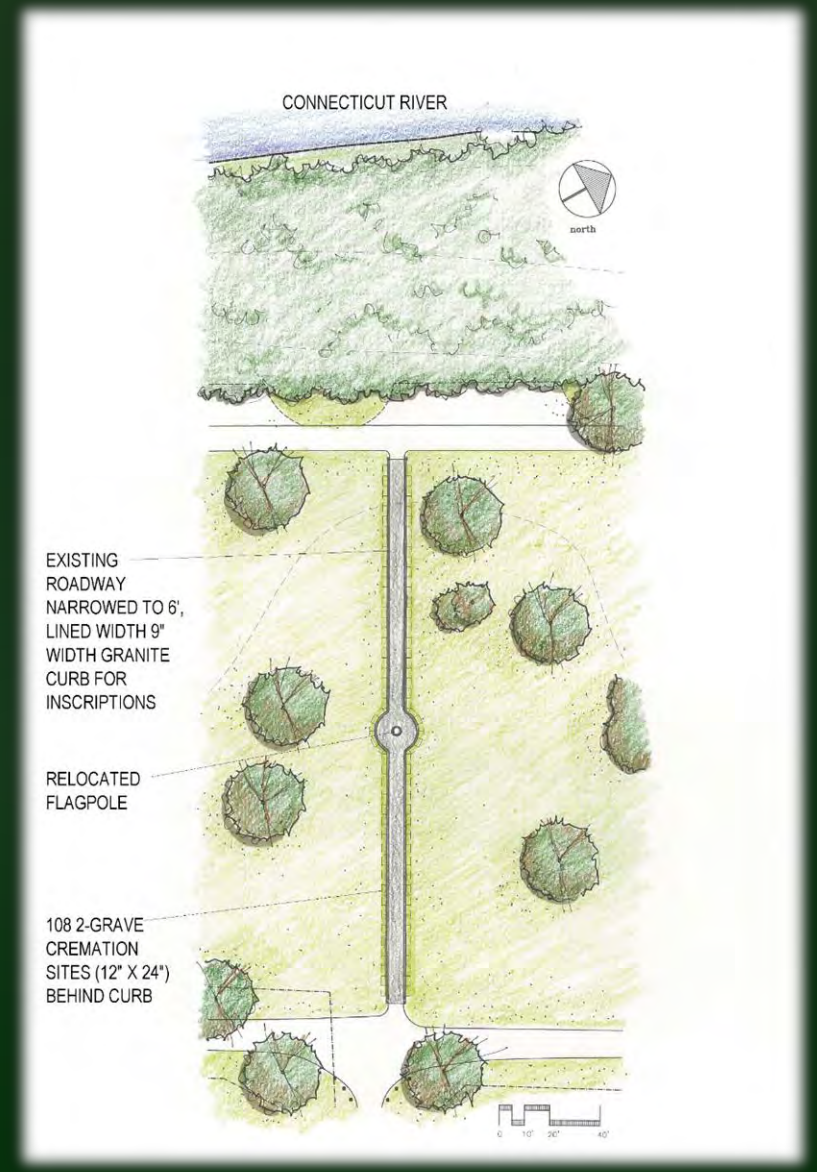 CONNECTICUT RIVER
north
EXISTING
ROADWAY
NARROWED TO 6',
LINED WIDTH 9"
WIDTH GRANITE
CURB FOR
INSCRIPTIONS
RELOCATED
FLAGPOLE
108 2-GRAVE
CREMATION
SITES (12" X 24")
BEHIND CURB
0 10' 20' 40'